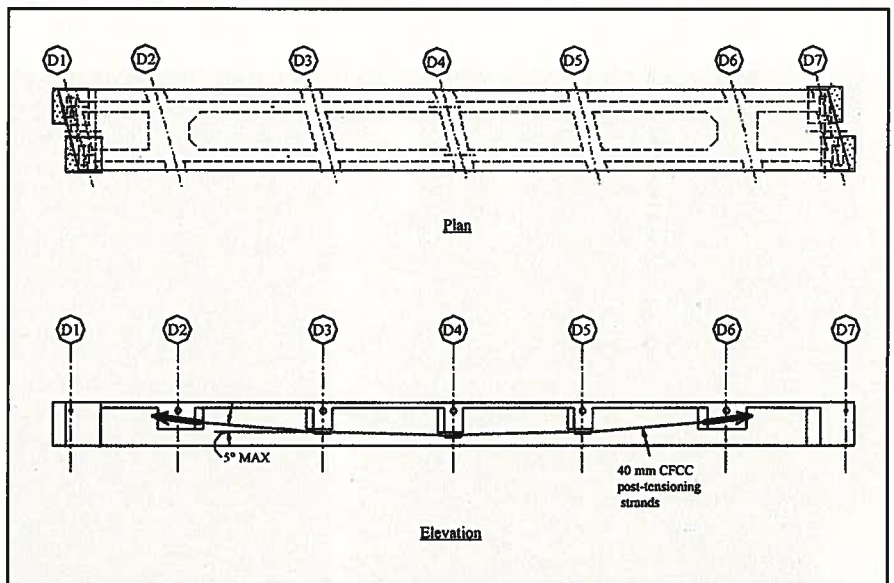 D1 D2 D3 D4 D5 D6 D7
Plan
D1 D2 D3 D4 D5 D6 D7
5° MAX
40 mm CFCC
post-tensioning
strands
Elevation